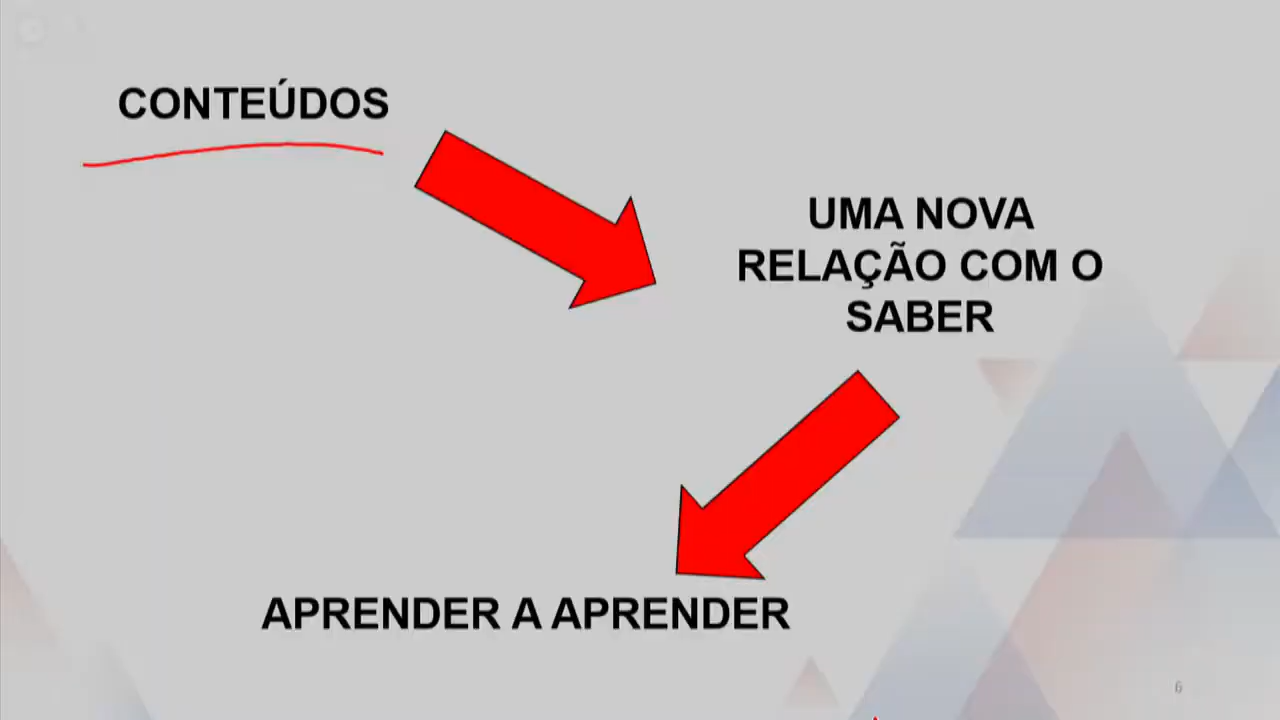 CONTEÚDOS
UMA NOVA
RELAÇÃO COM O
SABER
APRENDER A APRENDER
6